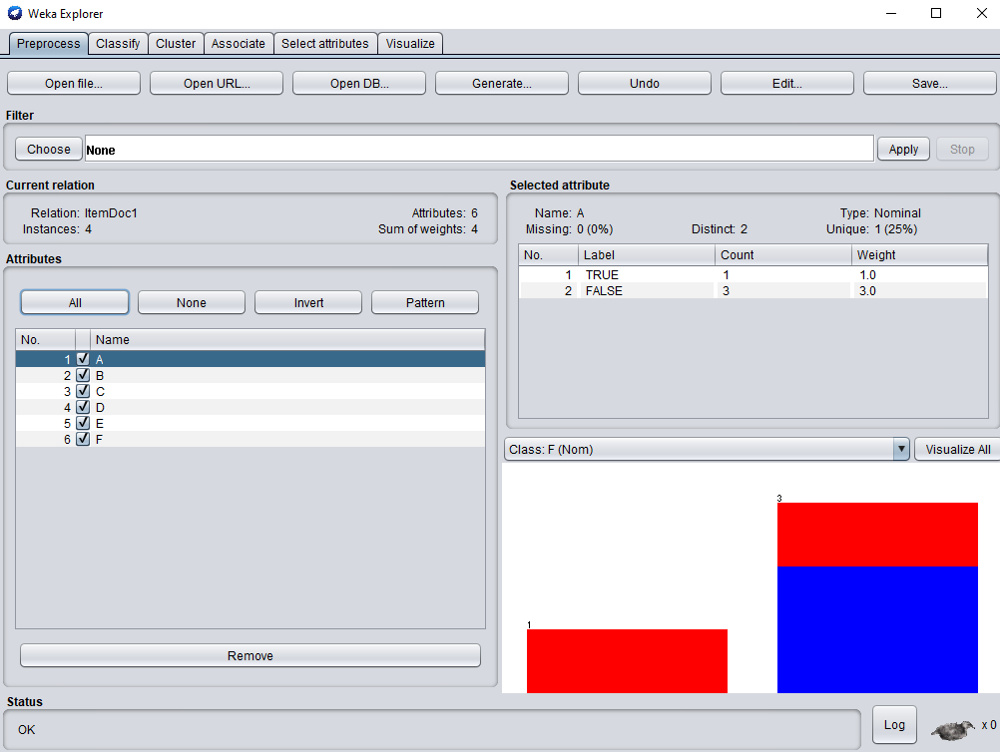 Weka Explorer
Preprocess Classify Cluster Associate Select attributes Visualize
Open file... Open URL... Open DB... Generate... Undo Edit... Save...
Filter
Choose None Apply Stop
Current relation
Relation: ItemDoc1 Attributes: 6
Instances: 4 Sum of weights: 4
Attributes
All None Invert Pattern
No. Name
1 A
2 B
3 C
4 D
5 E
6 F
Remove
Selected attribute
Name: A Type: Nominal
Missing: 0 (0%) Distinct: 2 Unique: 1 (25%)
No. Label Count Weight
1 TRUE 1 1.0
2 FALSE 3 3.0
Class: F (Nom) Visualize All
3
1
Status
OK Log x 0